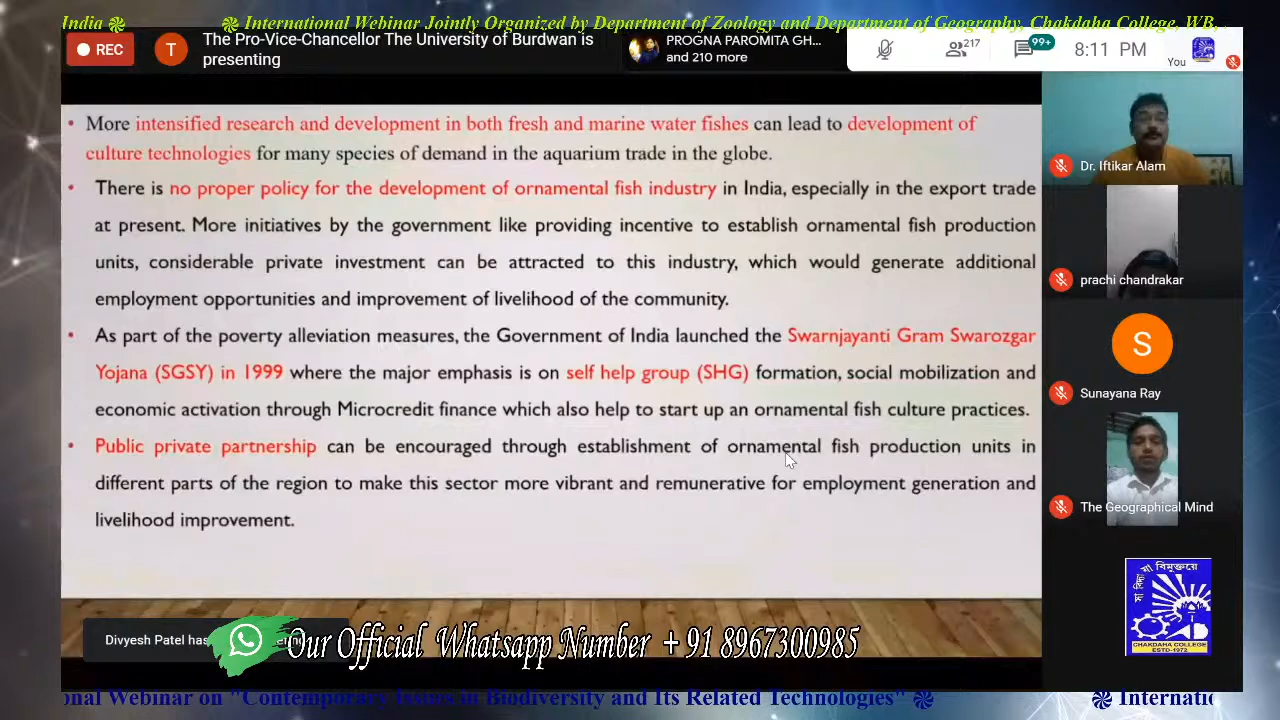 India ❉ ❉ International Webinar Jointly Organized by Department of Zoology and Department of Geography, Chakdaha College, WB,
REC
T
The Pro-Vice-Chancellor The University of Burdwan is
presenting
PROGNA PAROMITA GH...
and 210 more
217
99+
8:11 PM
You
• More intensified research and development in both fresh and marine water fishes can lead to development of
culture technologies for many species of demand in the aquarium trade in the globe.
• There is no proper policy for the development of ornamental fish industry in India, especially in the export trade
at present. More initiatives by the government like providing incentive to establish ornamental fish production
units, considerable private investment can be attracted to this industry, which would generate additional
employment opportunities and improvement of livelihood of the community.
• As part of the poverty alleviation measures, the Government of India launched the Swarnjayanti Gram Swarozgar
Yojana (SGSY) in 1999 where the major emphasis is on self help group (SHG) formation, social mobilization and
economic activation through Microcredit finance which also help to start up an ornamental fish culture practices.
• Public private partnership can be encouraged through establishment of ornamental fish production units in
different parts of the region to make this sector more vibrant and remunerative for employment generation and
livelihood improvement.
Dr. Iftikar Alam
prachi chandrakar
S
Sunayana Ray
The Geographical Mind
সা বিদ্যা যা বিমুক্তয়ে
CHAKDAHA COLLEGE
ESTD-1972
Divyesh Patel has
Our Official Whatsapp Number +91 8967300985
onal Webinar on "Contemporary Issues in Biodiversity and Its Related Technologies" ❉ ❉ Internatio